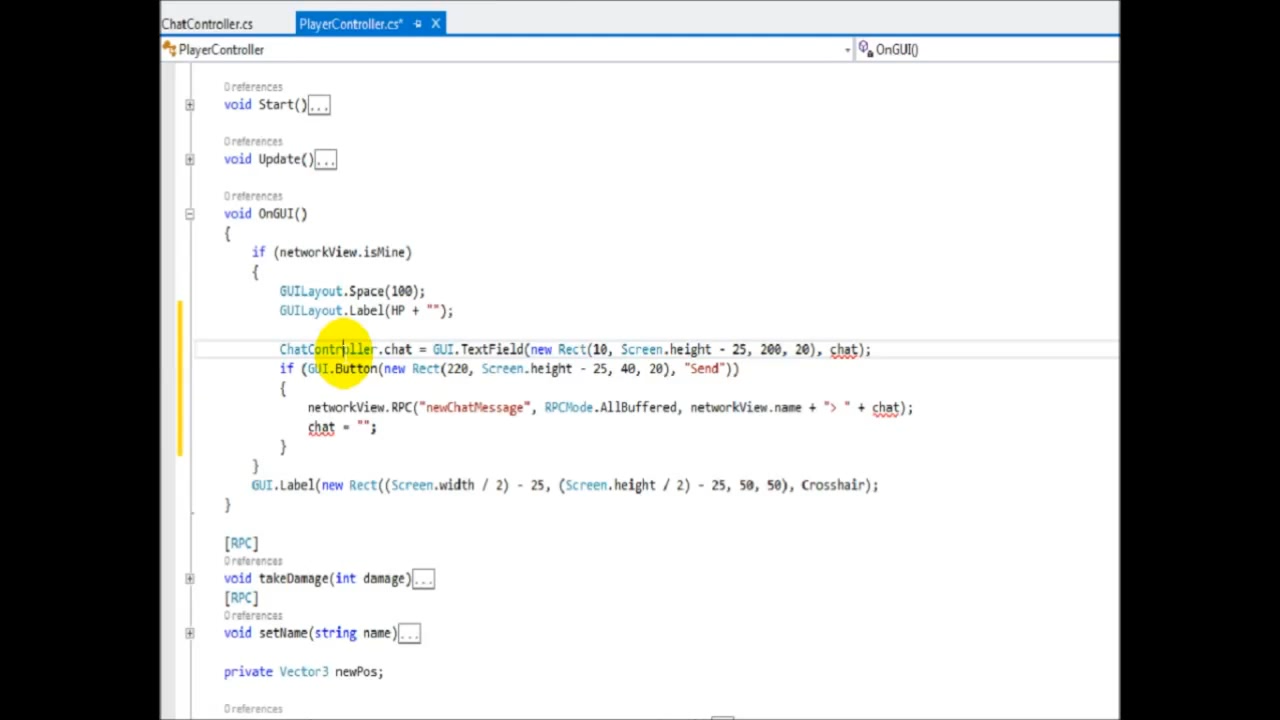 ChatController.cs PlayerController.cs*
PlayerController OnGUI()
0 references
void Start()...
0 references
void Update()...
0 references
void OnGUI()
{
if (networkView.isMine)
{
GUILayout.Space(100);
GUILayout.Label(HP + "");
ChatController.chat = GUI.TextField(new Rect(10, Screen.height - 25, 200, 20), chat);
if (GUI.Button(new Rect(220, Screen.height - 25, 40, 20), "Send"))
{
networkView.RPC("newChatMessage", RPCMode.AllBuffered, networkView.name + "> " + chat);
chat = "";
}
}
GUI.Label(new Rect((Screen.width / 2) - 25, (Screen.height / 2) - 25, 50, 50), Crosshair);
}
[RPC]
0 references
void takeDamage(int damage)...
[RPC]
0 references
void setName(string name)...
private Vector3 newPos;
0 references